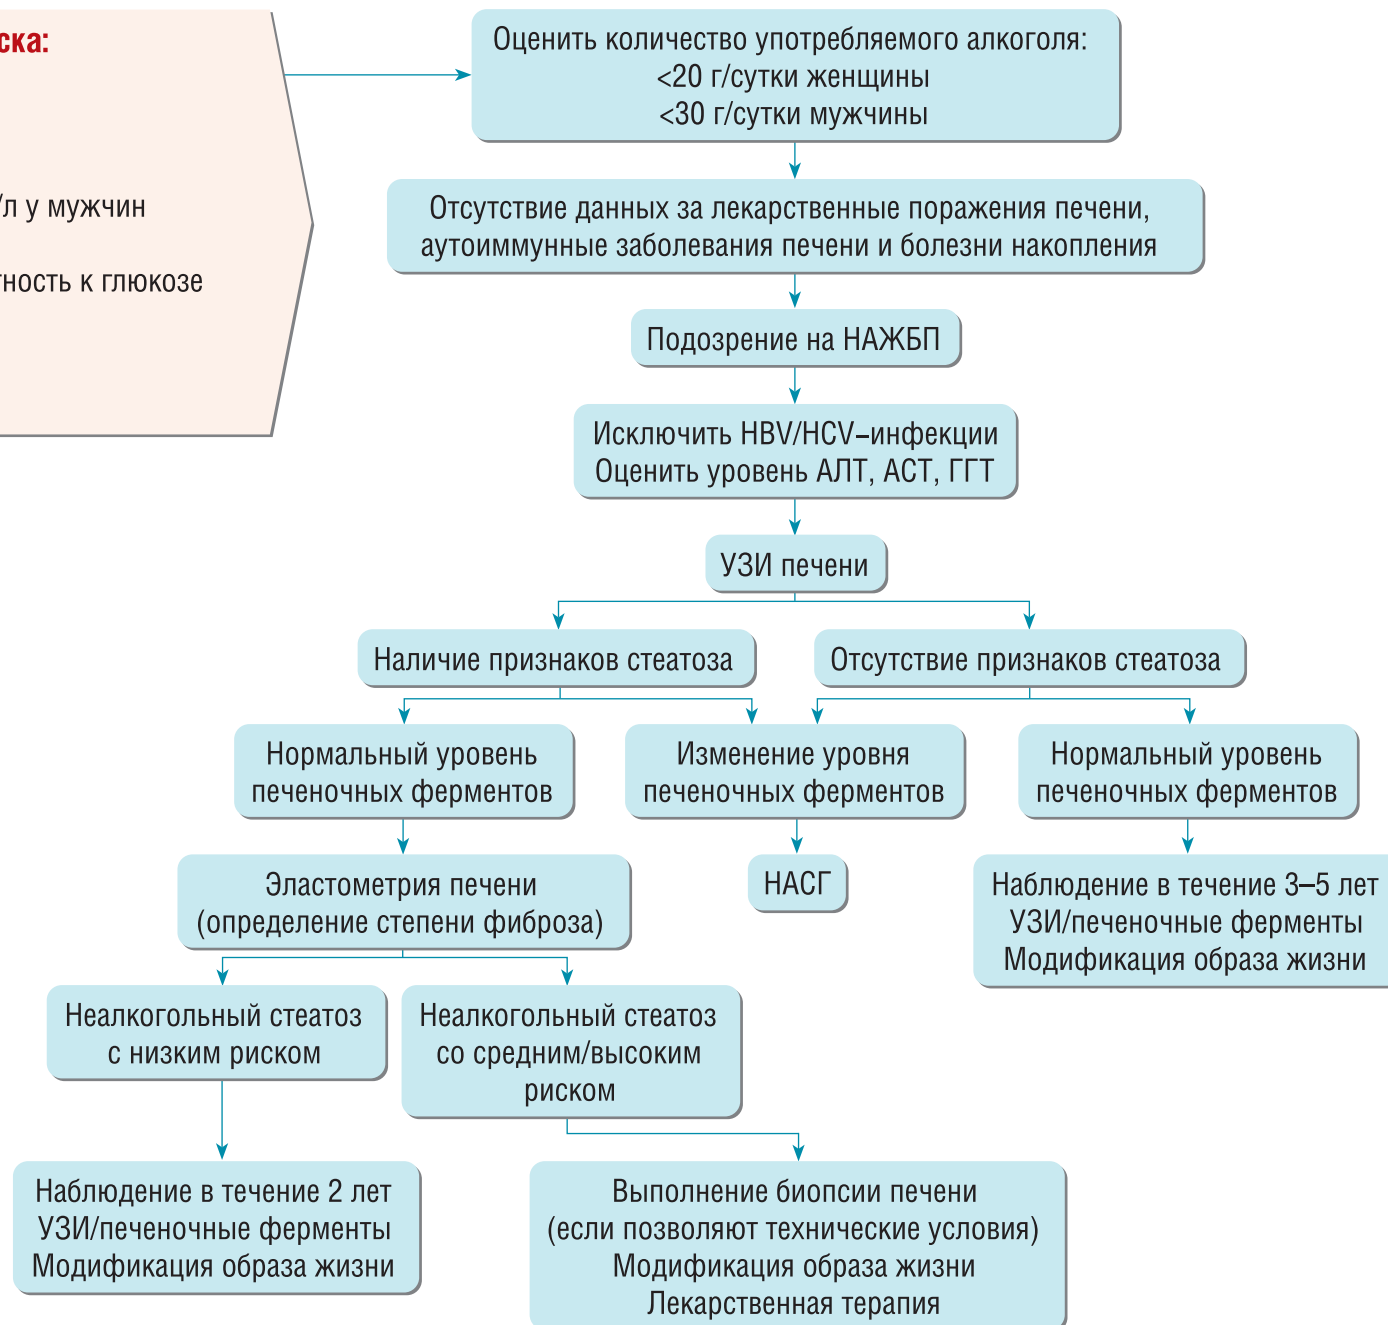 ска:
/л у мужчин
тность к глюкозе
Оценить количество употребляемого алкоголя:
<20 г/сутки женщины
<30 г/сутки мужчины
Отсутствие данных за лекарственные поражения печени,
аутоиммунные заболевания печени и болезни накопления
Подозрение на НАЖБП
Исключить HBV/HCV–инфекции
Оценить уровень АЛТ, АСТ, ГГТ
УЗИ печени
Наличие признаков стеатоза
Отсутствие признаков стеатоза
Нормальный уровень
печеночных ферментов
Изменение уровня
печеночных ферментов
Нормальный уровень
печеночных ферментов
Эластометрия печени
(определение степени фиброза)
НАСГ
Наблюдение в течение 3–5 лет
УЗИ/печеночные ферменты
Модификация образа жизни
Неалкогольный стеатоз
с низким риском
Неалкогольный стеатоз
со средним/высоким
риском
Наблюдение в течение 2 лет
УЗИ/печеночные ферменты
Модификация образа жизни
Выполнение биопсии печени
(если позволяют технические условия)
Модификация образа жизни
Лекарственная терапия